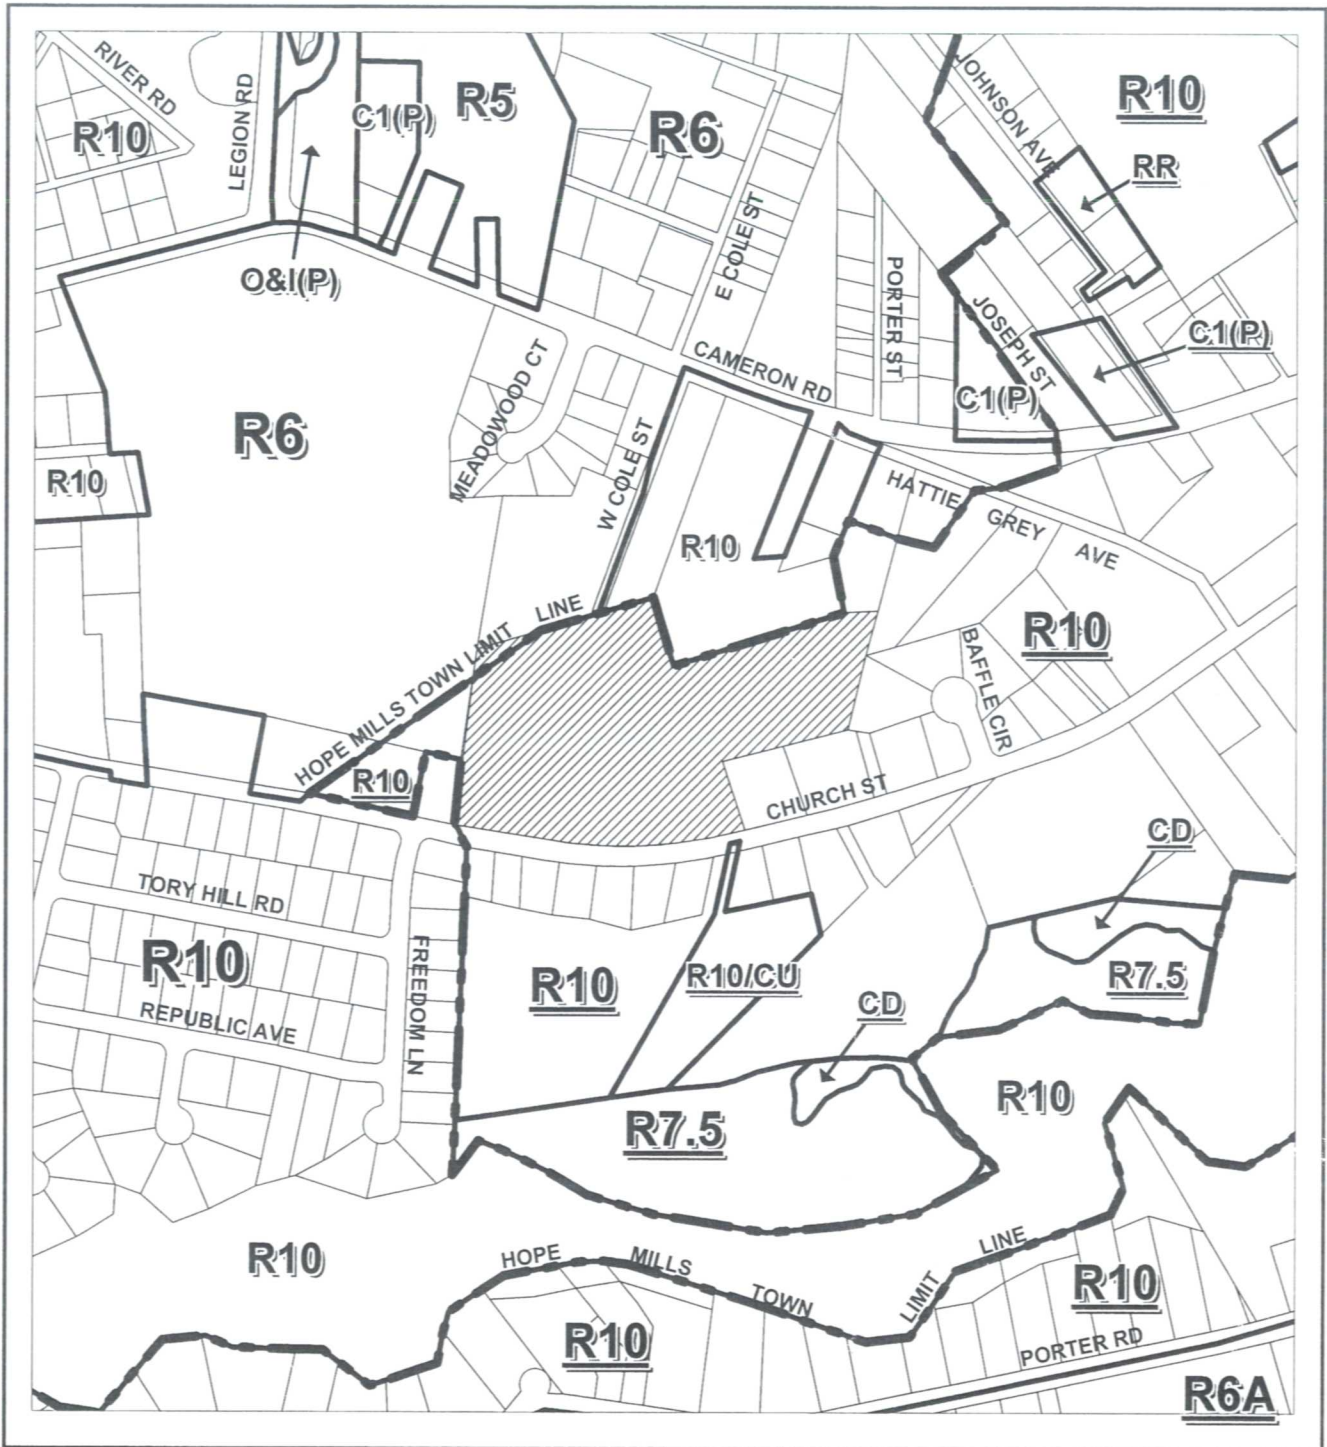 RIVER RD
R10
LEGION RD
C1(P)
R5
R6
JOHNSON AVE
R10
RR
O&I(P)
E COLE ST
PORTER ST
JOSEPH ST
C1(P)
C1(P)
CAMERON RD
MEADOWOOD CT
R6
R10
W COLE ST
R10
HATTIE GREY AVE
HOPE MILLS TOWN LIMIT LINE
R10
BAFFLE CIR
R10
CHURCH ST
CD
TORY HILL RD
R10
FREEDOM LN
R10
R10/CU
R7.5
REPUBLIC AVE
CD
R10
R7.5
R10
HOPE MILLS TOWN LIMIT LINE
R10
R10
PORTER RD
R6A